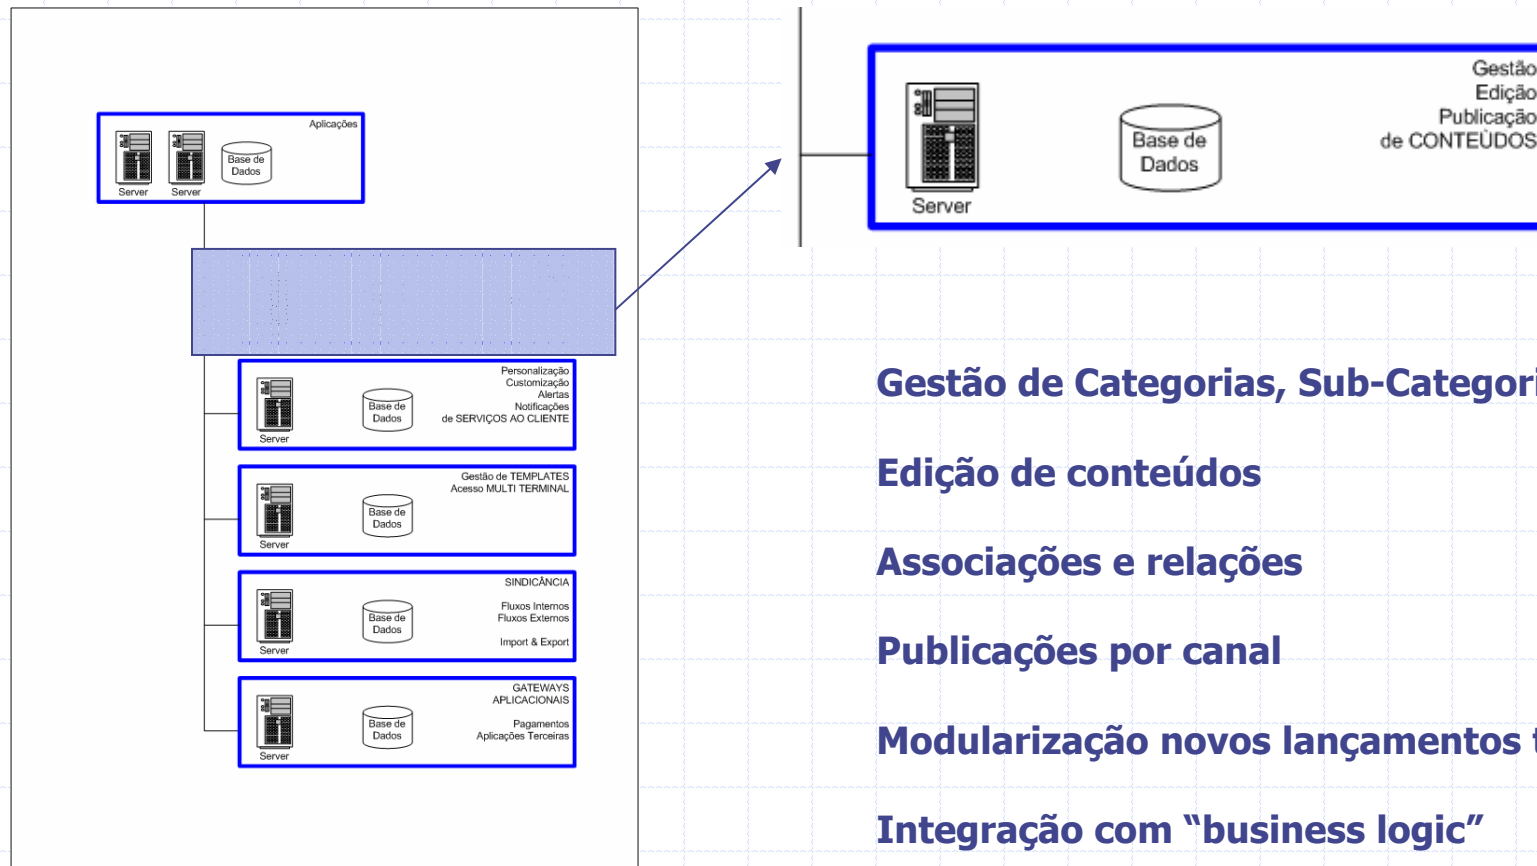 Aplicações
Base de
Dados
Server
Server
Personalização
Customização
Alertas
Notificações
de SERVIÇOS AO CLIENTE
Base de
Dados
Server
Gestão de TEMPLATES
Acesso MULTI TERMINAL
Base de
Dados
Server
SINDICÂNCIA
Fluxos Internos
Fluxos Externos
Import & Export
Base de
Dados
Server
GATEWAYS
APLICACIONAIS
Pagamentos
Aplicações Terceiras
Base de
Dados
Server
Gestão
Edição
Publicação
de CONTEÚDOS
Base de
Dados
Server
Gestão de Categorias,
Edição de conteúdos
Associações e relações
Publicações por canal
Modularização novos lançamentos
Integração com “business logic”